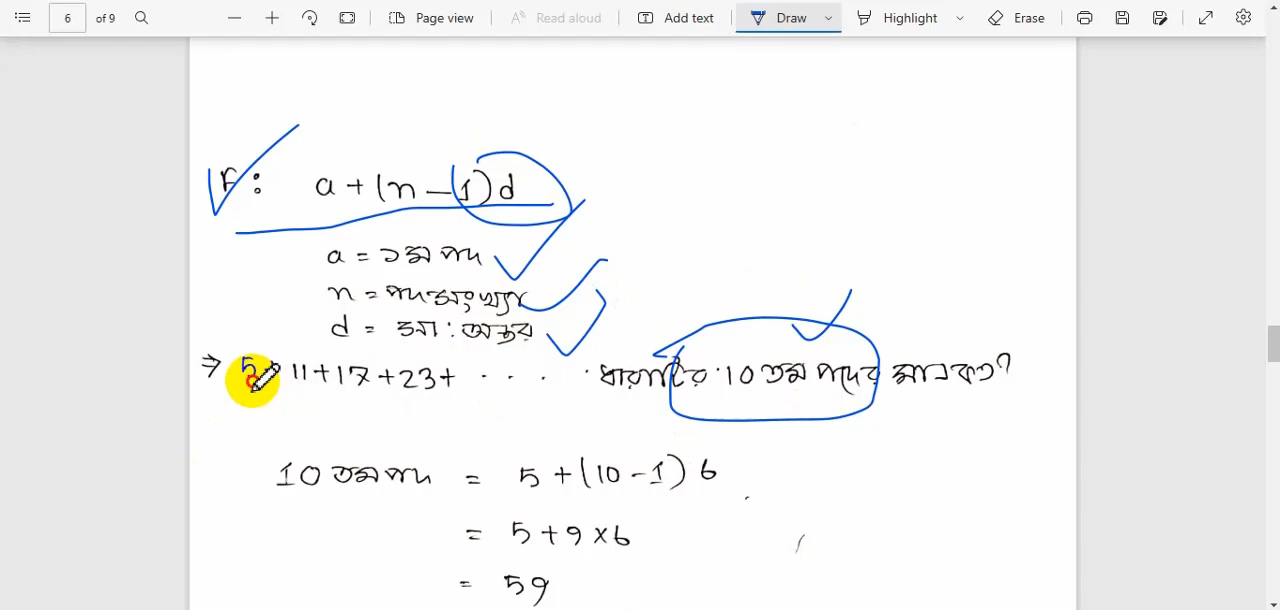 6 of 9 Page view Read aloud Add text Draw Highlight Erase
F: a + (n - 1) d
a = ১ম পদ
n = পদসংখ্যা
d = সা: অন্তর
⇒ 5 + 11 + 17 + 23 + . . . . ধারাটির 10 তম পদের মান কত?
10 তম পদ = 5 + (10 - 1) 6
= 5 + 9 × 6
= 59